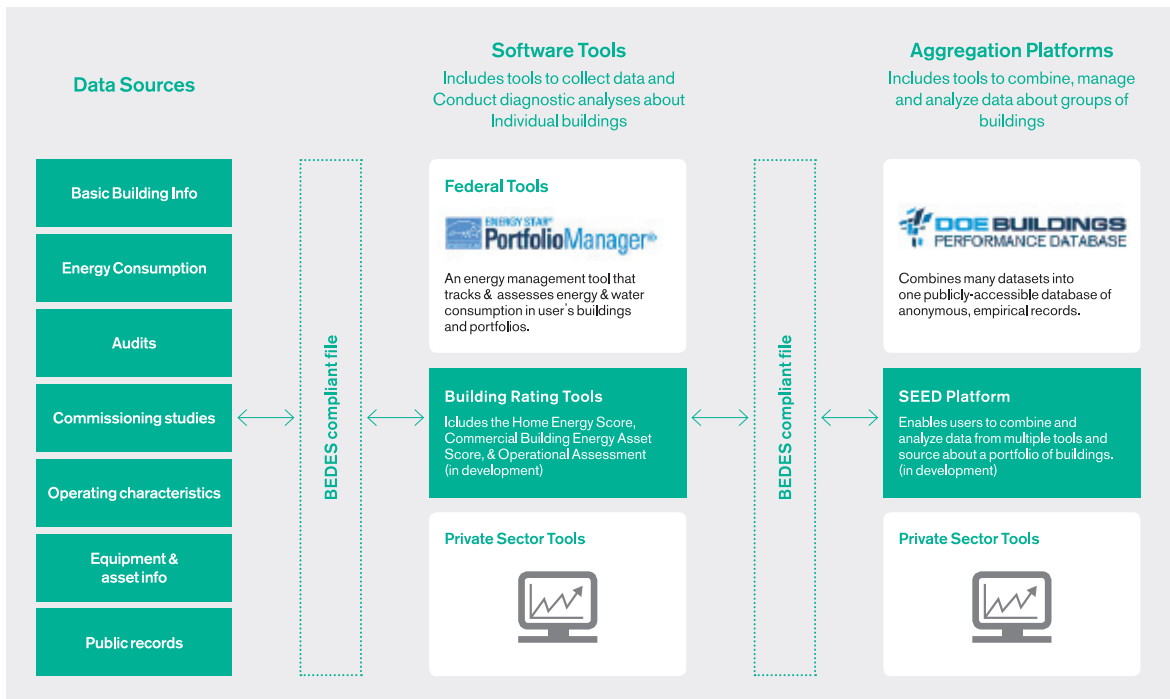 Data Sources
Basic Building Info
Energy Consumption
Audits
Commissioning studies
Operating characteristics
Equipment &
asset info
Public records
BEDES compliant file
Software Tools
Includes tools to collect data and
Conduct diagnostic analyses about
Individual buildings
Federal Tools
ENERGY STAR®
PortfolioManager®
An energy management tool that
tracks & assesses energy & water
consumption in user's buildings
and portfolios.
Building Rating Tools
Icludes the Home Energy Score,
Commercial Building Energy Asset
Score, & Operational Assessment
(in development)
Private Sector Tools
BEDES compliant file
Aggregation Platforms
Includes tools to combine, manage
and analyze data about groups of
buildings
DOE BUILDINGS
PERFORMANCE DATABASE
Combines many datasets into
one publicly-accessible database of
anonymous, empirical records.
SEED Platform
Enables users to combine and
analyze data from multiple tools and
source about a portfolio of buildings.
(in development)
Private Sector Tools